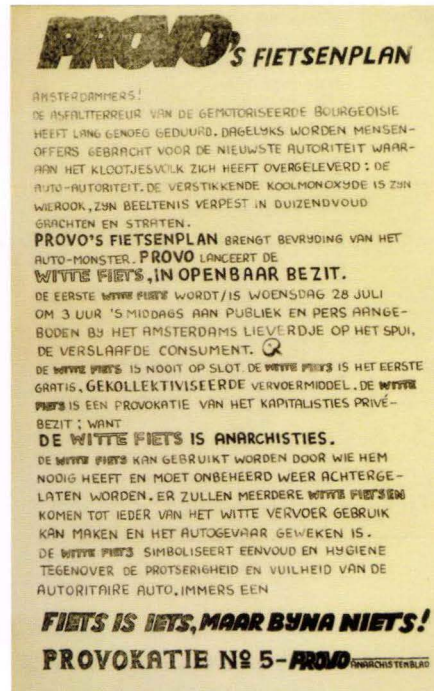 PROVO'S FIETSENPLAN
AMSTERDAMMERS!
DE ASFALTTERREUR VAN DE GEMOTORISEERDE BOURGEOISIE
HEEFT LANG GENOEG GEDUURD. DAGELYKS WORDEN MENSEN-
OFFERS GEBRACHT VOOR DE NIEUWSTE AUTORITEIT WAAR-
AAN HET KLOOTJESVOLK ZICH HEEFT OVERGELEVERD: DE
AUTO-AUTORITEIT. DE VERSTIKKENDE KOOLMONOXYDE IS ZYN
WIEROOK, ZYN BEELTENIS VERPEST IN DUIZENDVOUD
GRACHTEN EN STRATEN.
PROVO'S FIETSENPLAN BRENGT BEVRYDING VAN HET
AUTO-MONSTER. PROVO LANCEERT DE
WITTE FIETS, IN OPENBAAR BEZIT.
DE EERSTE WITTE FIETS WORDT/IS WOENSDAG 28 JULI
OM 3 UUR 'S MIDDAGS AAN PUBLIEK EN PERS AANGE-
BODEN BY HET AMSTERDAMS LIEVERDJE OP HET SPUI,
DE VERSLAAFDE CONSUMENT.
DE WITTE FIETS IS NOOIT OP SLOT. DE WITTE FIETS IS HET EERSTE
GRATIS, GEKOLLEKTIVISEERDE VERVOERMIDDEL. DE WITTE
FIETS IS EEN PROVOKATIE VAN HET KAPITALISTIES PRIVÉ-
BEZIT; WANT
DE WITTE FIETS IS ANARCHISTIES.
DE WITTE FIETS KAN GEBRUIKT WORDEN DOOR WIE HEM
NODIG HEEFT EN MOET ONBEHEERD WEER ACHTERGE-
LATEN WORDEN. ER ZULLEN MEERDERE WITTE FIETSEN
KOMEN TOT IEDER VAN HET WITTE VERVOER GEBRUIK
KAN MAKEN EN HET AUTOGEVAAR GEWEKEN IS.
DE WITTE FIETS SIMBOLISEERT EENVOUD EN HYGIENE
TEGENOVER DE PROTSERIGHEID EN VUILHEID VAN DE
AUTORITAIRE AUTO. IMMERS EEN
FIETS IS IETS, MAAR BYNA NIETS!
PROVOKATIE Nº 5-PROVO ANARCHISTENBLAD